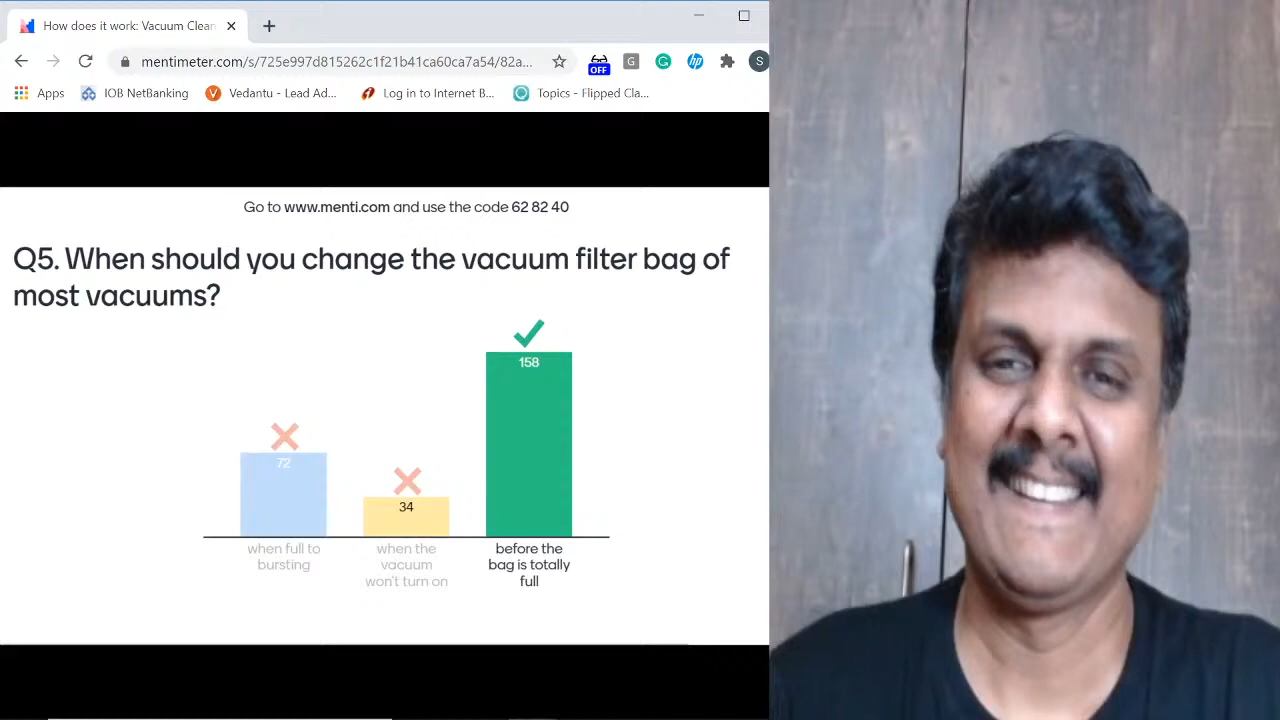 How does it work: Vacuum Clean
mentimeter.com/s/725e997d815262c1f21b41ca60ca7a54/82a...
OFF
G
G
hp
S
Apps
IOB NetBanking
V
Vedantu - Lead Ad...
Log in to Internet B...
Topics - Flipped Cla...
Go to www.menti.com and use the code 62 82 40
Q5. When should you change the vacuum filter bag of
most vacuums?
158
72
34
when full to
bursting
when the
vacuum
won't turn on
before the
bag is totally
full